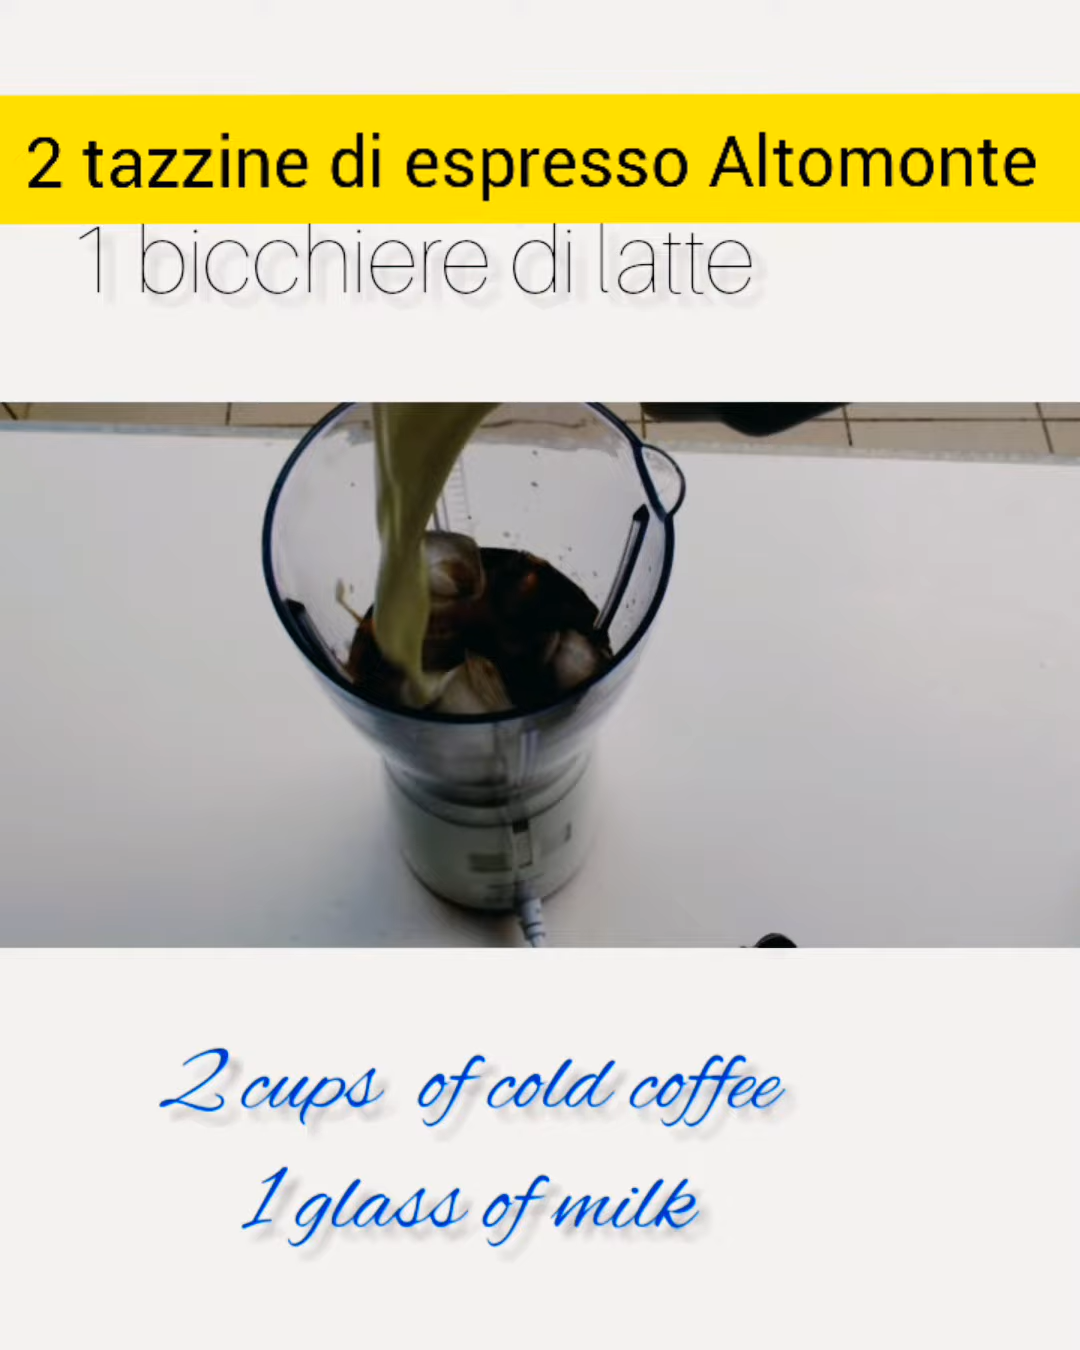 2 tazzine di espresso Altomonte
1 bicchiere di latte
2 cups of cold coffee
1 glass of milk